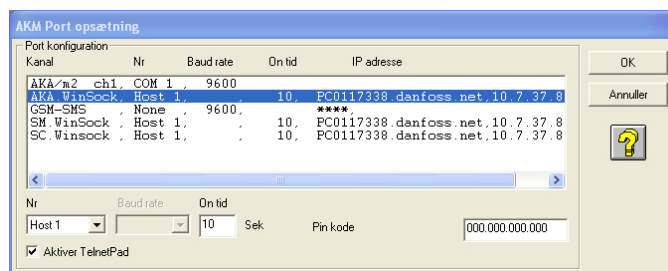 AKM Port opsætning
Port konfiguration
Kanal Nr Baud rate On tid IP adresse
AKA/m2 ch1, COM 1 , 9600
AKA.WinSock, Host 1, , 10, PC0117338.danfoss.net,10.7.37.8
GSM-SMS , None , 9600, ****,
SM.WinSock , Host 1, , 10, PC0117338.danfoss.net,10.7.37.8
SC.Winsock , Host 1, , 10, PC0117338.danfoss.net,10.7.37.8
Nr Baud rate On tid
Host 1 10 Sek Pin kode 000.000.000.000
Aktiver TelnetPad
OK
Annuller